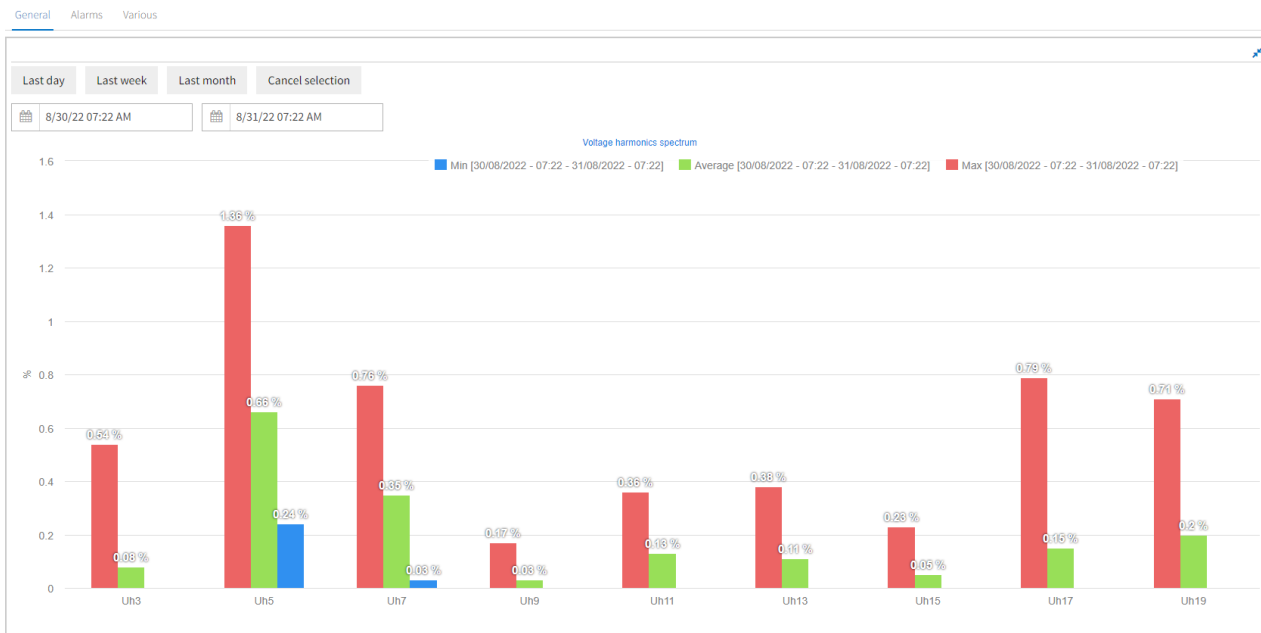 General Alarms Various
Last day Last week Last month Cancel selection
8/30/22 07:22 AM 8/31/22 07:22 AM
Voltage harmonics spectrum
Min [30/08/2022 - 07:22 - 31/08/2022 - 07:22] Average [30/08/2022 - 07:22 - 31/08/2022 - 07:22] Max [30/08/2022 - 07:22 - 31/08/2022 - 07:22]
1.6
1.4
1.2
1
0.8
0.6
0.4
0.2
0
%
0.54 % 0.08 %
1.36 % 0.66 % 0.24 %
0.76 % 0.35 % 0.03 %
0.17 % 0.03 %
0.36 % 0.13 %
0.38 % 0.11 %
0.23 % 0.05 %
0.79 % 0.15 %
0.71 % 0.2 %
Uh3 Uh5 Uh7 Uh9 Uh11 Uh13 Uh15 Uh17 Uh19